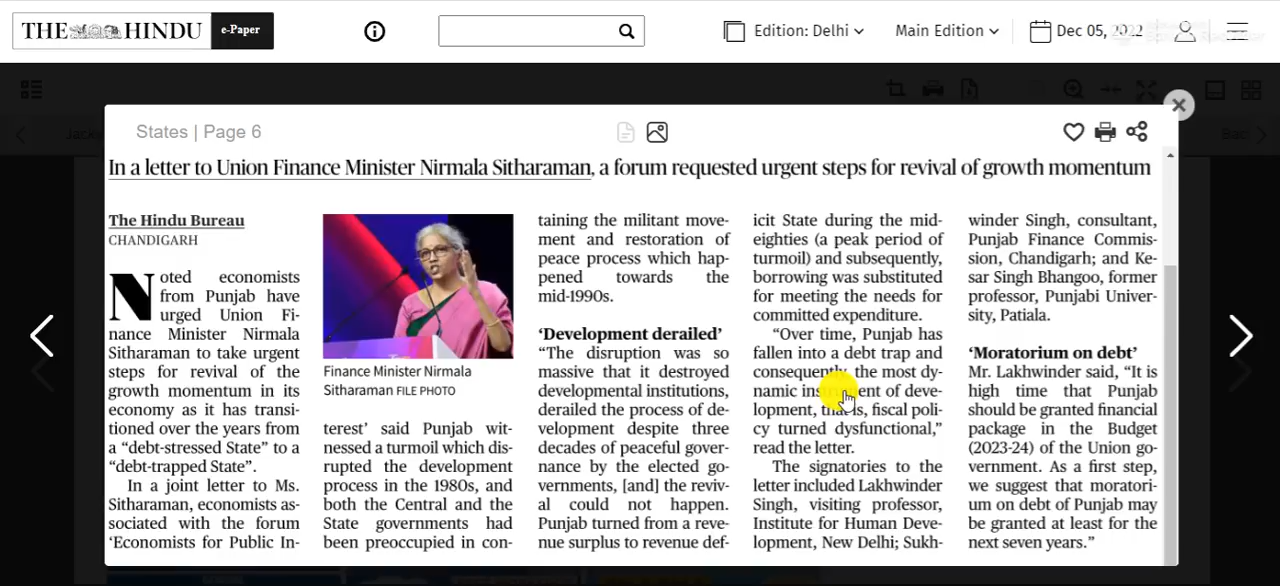 THE HINDU e-Paper
Edition: Delhi
Main Edition
Dec 05, 2022
States | Page 6
In a letter to Union Finance Minister Nirmala Sitharaman, a forum requested urgent steps for revival of growth momentum
The Hindu Bureau
CHANDIGARH
Noted economists
from Punjab have
urged Union Fi-
nance Minister Nirmala
Sitharaman to take urgent
steps for revival of the
growth momentum in its
economy as it has transi-
tioned over the years from
a “debt-stressed State” to a
“debt-trapped State”.
In a joint letter to Ms.
Sitharaman, economists as-
sociated with the forum
‘Economists for Public In-
Finance Minister Nirmala
Sitharaman FILE PHOTO
terest’ said Punjab wit-
nessed a turmoil which dis-
rupted the development
process in the 1980s, and
both the Central and the
State governments had
been preoccupied in con-
taining the militant move-
ment and restoration of
peace process which hap-
pened towards the
mid-1990s.
‘Development derailed’
“The disruption was so
massive that it destroyed
developmental institutions,
derailed the process of de-
velopment despite three
decades of peaceful gover-
nance by the elected go-
vernments, [and] the reviv-
al could not happen.
Punjab turned from a reve-
nue surplus to revenue def-
icit State during the mid-
eighties (a peak period of
turmoil) and subsequently,
borrowing was substituted
for meeting the needs for
committed expenditure.
“Over time, Punjab has
fallen into a debt trap and
consequently, the most dy-
namic instrument of deve-
lopment, that is, fiscal poli-
cy turned dysfunctional,”
read the letter.
The signatories to the
letter included Lakhwinder
Singh, visiting professor,
Institute for Human Deve-
lopment, New Delhi; Sukh-
winder Singh, consultant,
Punjab Finance Commis-
sion, Chandigarh; and Ke-
sar Singh Bhangoo, former
professor, Punjabi Univer-
sity, Patiala.
‘Moratorium on debt’
Mr. Lakhwinder said, “It is
high time that Punjab
should be granted financial
package in the Budget
(2023-24) of the Union go-
vernment. As a first step,
we suggest that moratori-
um on debt of Punjab may
be granted at least for the
next seven years.”